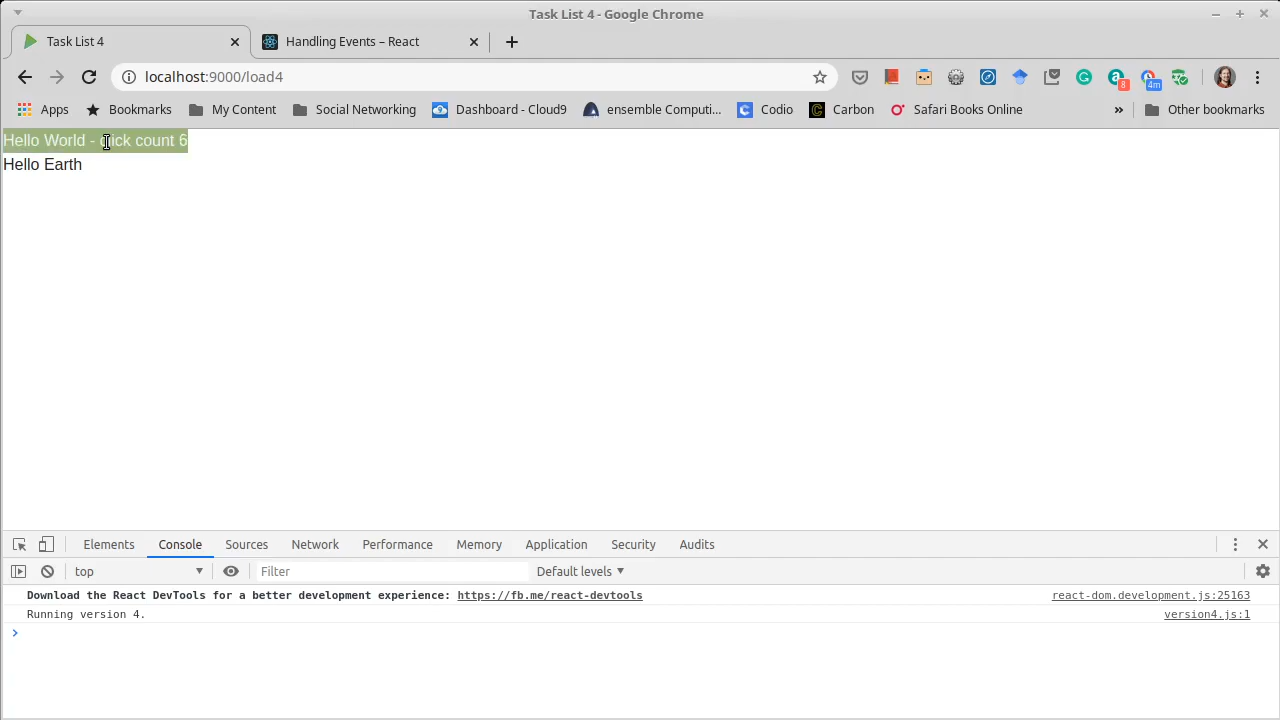 Task List 4 - Google Chrome
Task List 4
Handling Events – React
localhost:9000/load4
8
4m
Apps
Bookmarks
My Content
Social Networking
Dashboard - Cloud9
ensemble Computi...
Codio
Carbon
Safari Books Online
»
Other bookmarks
Hello World - click count 6
Hello Earth
Elements
Console
Sources
Network
Performance
Memory
Application
Security
Audits
top
Filter
Default levels
Download the React DevTools for a better development experience: https://fb.me/react-devtools
react-dom.development.js:25163
Running version 4.
version4.js:1